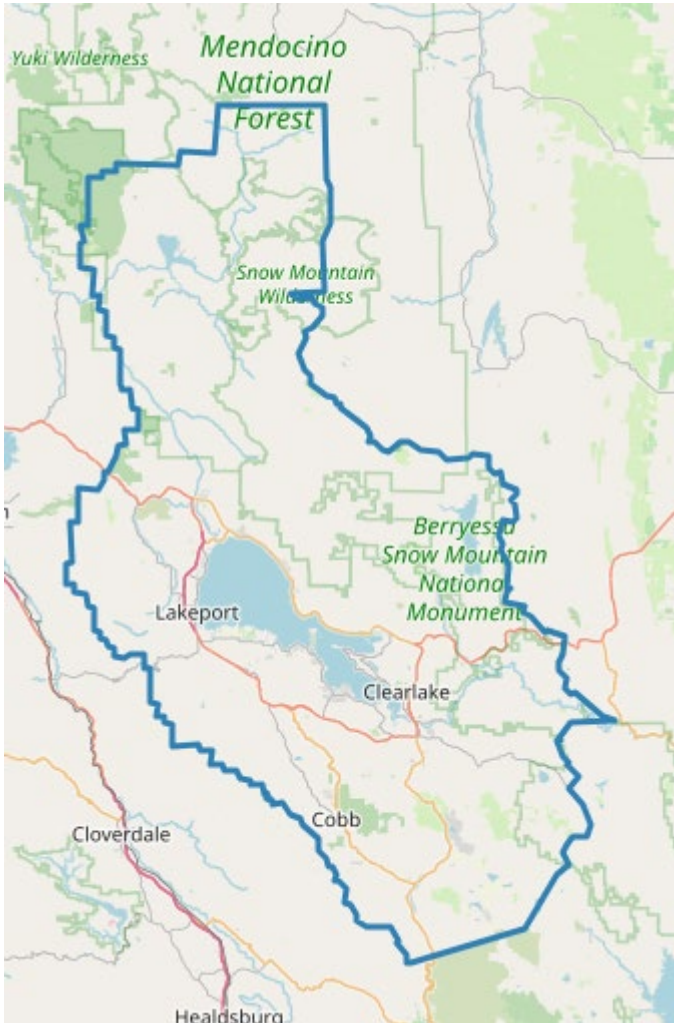 Yuki Wilderness
Mendocino
National
Forest
Snow Mountain
Wilderness
Berryessa
Snow Mountain
National
Monument
Lakeport
Clearlake
Cobb
Cloverdale
Healdsburg